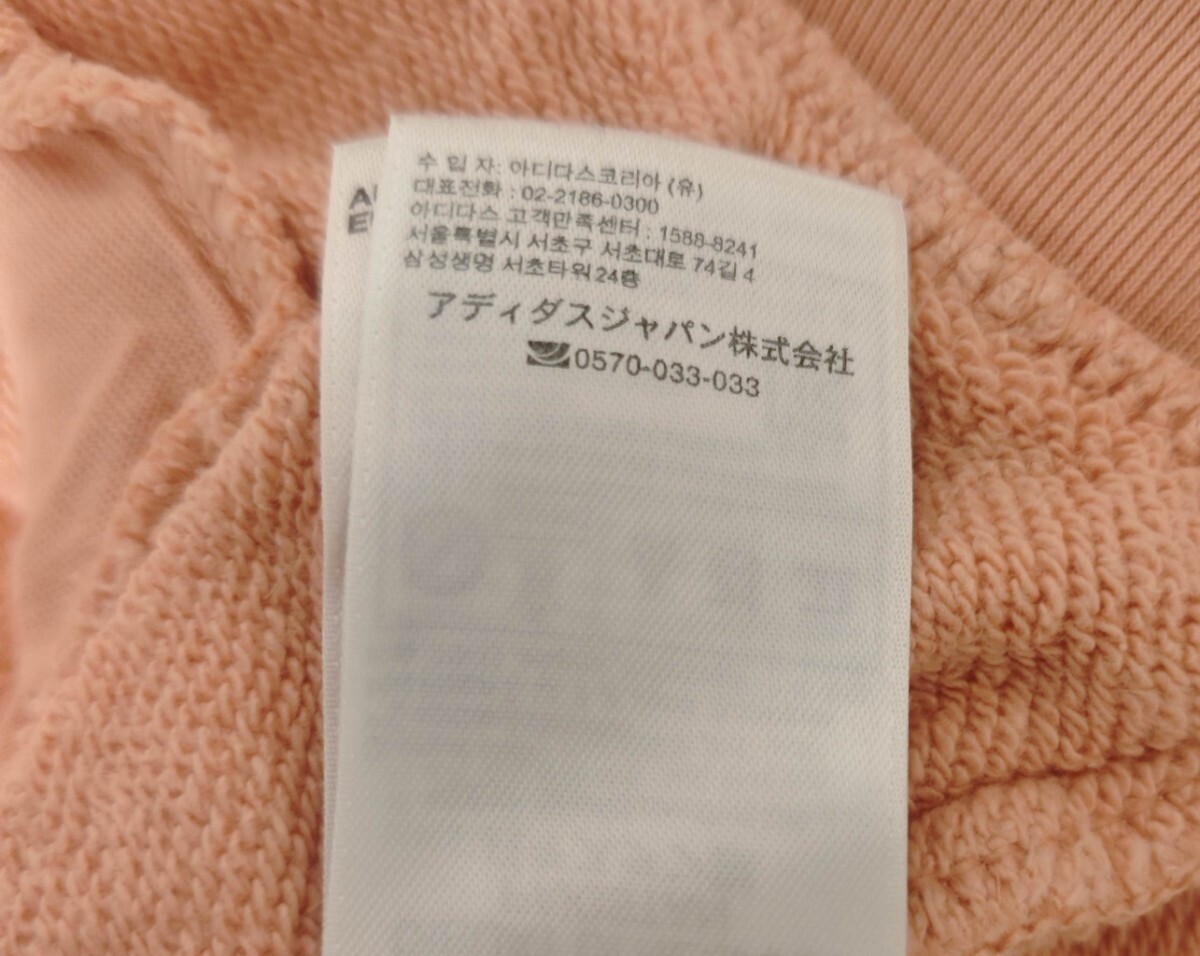 수 입 자: 아디다스코리아 (유)
대표전화 : 02-2186-0300
아디다스 고객만족센터 : 1588-8241
서울특별시 서초구 서초대로 74길 4
삼성생명 서초타워 24층
アディダスジャパン株式会社
0570-033-033